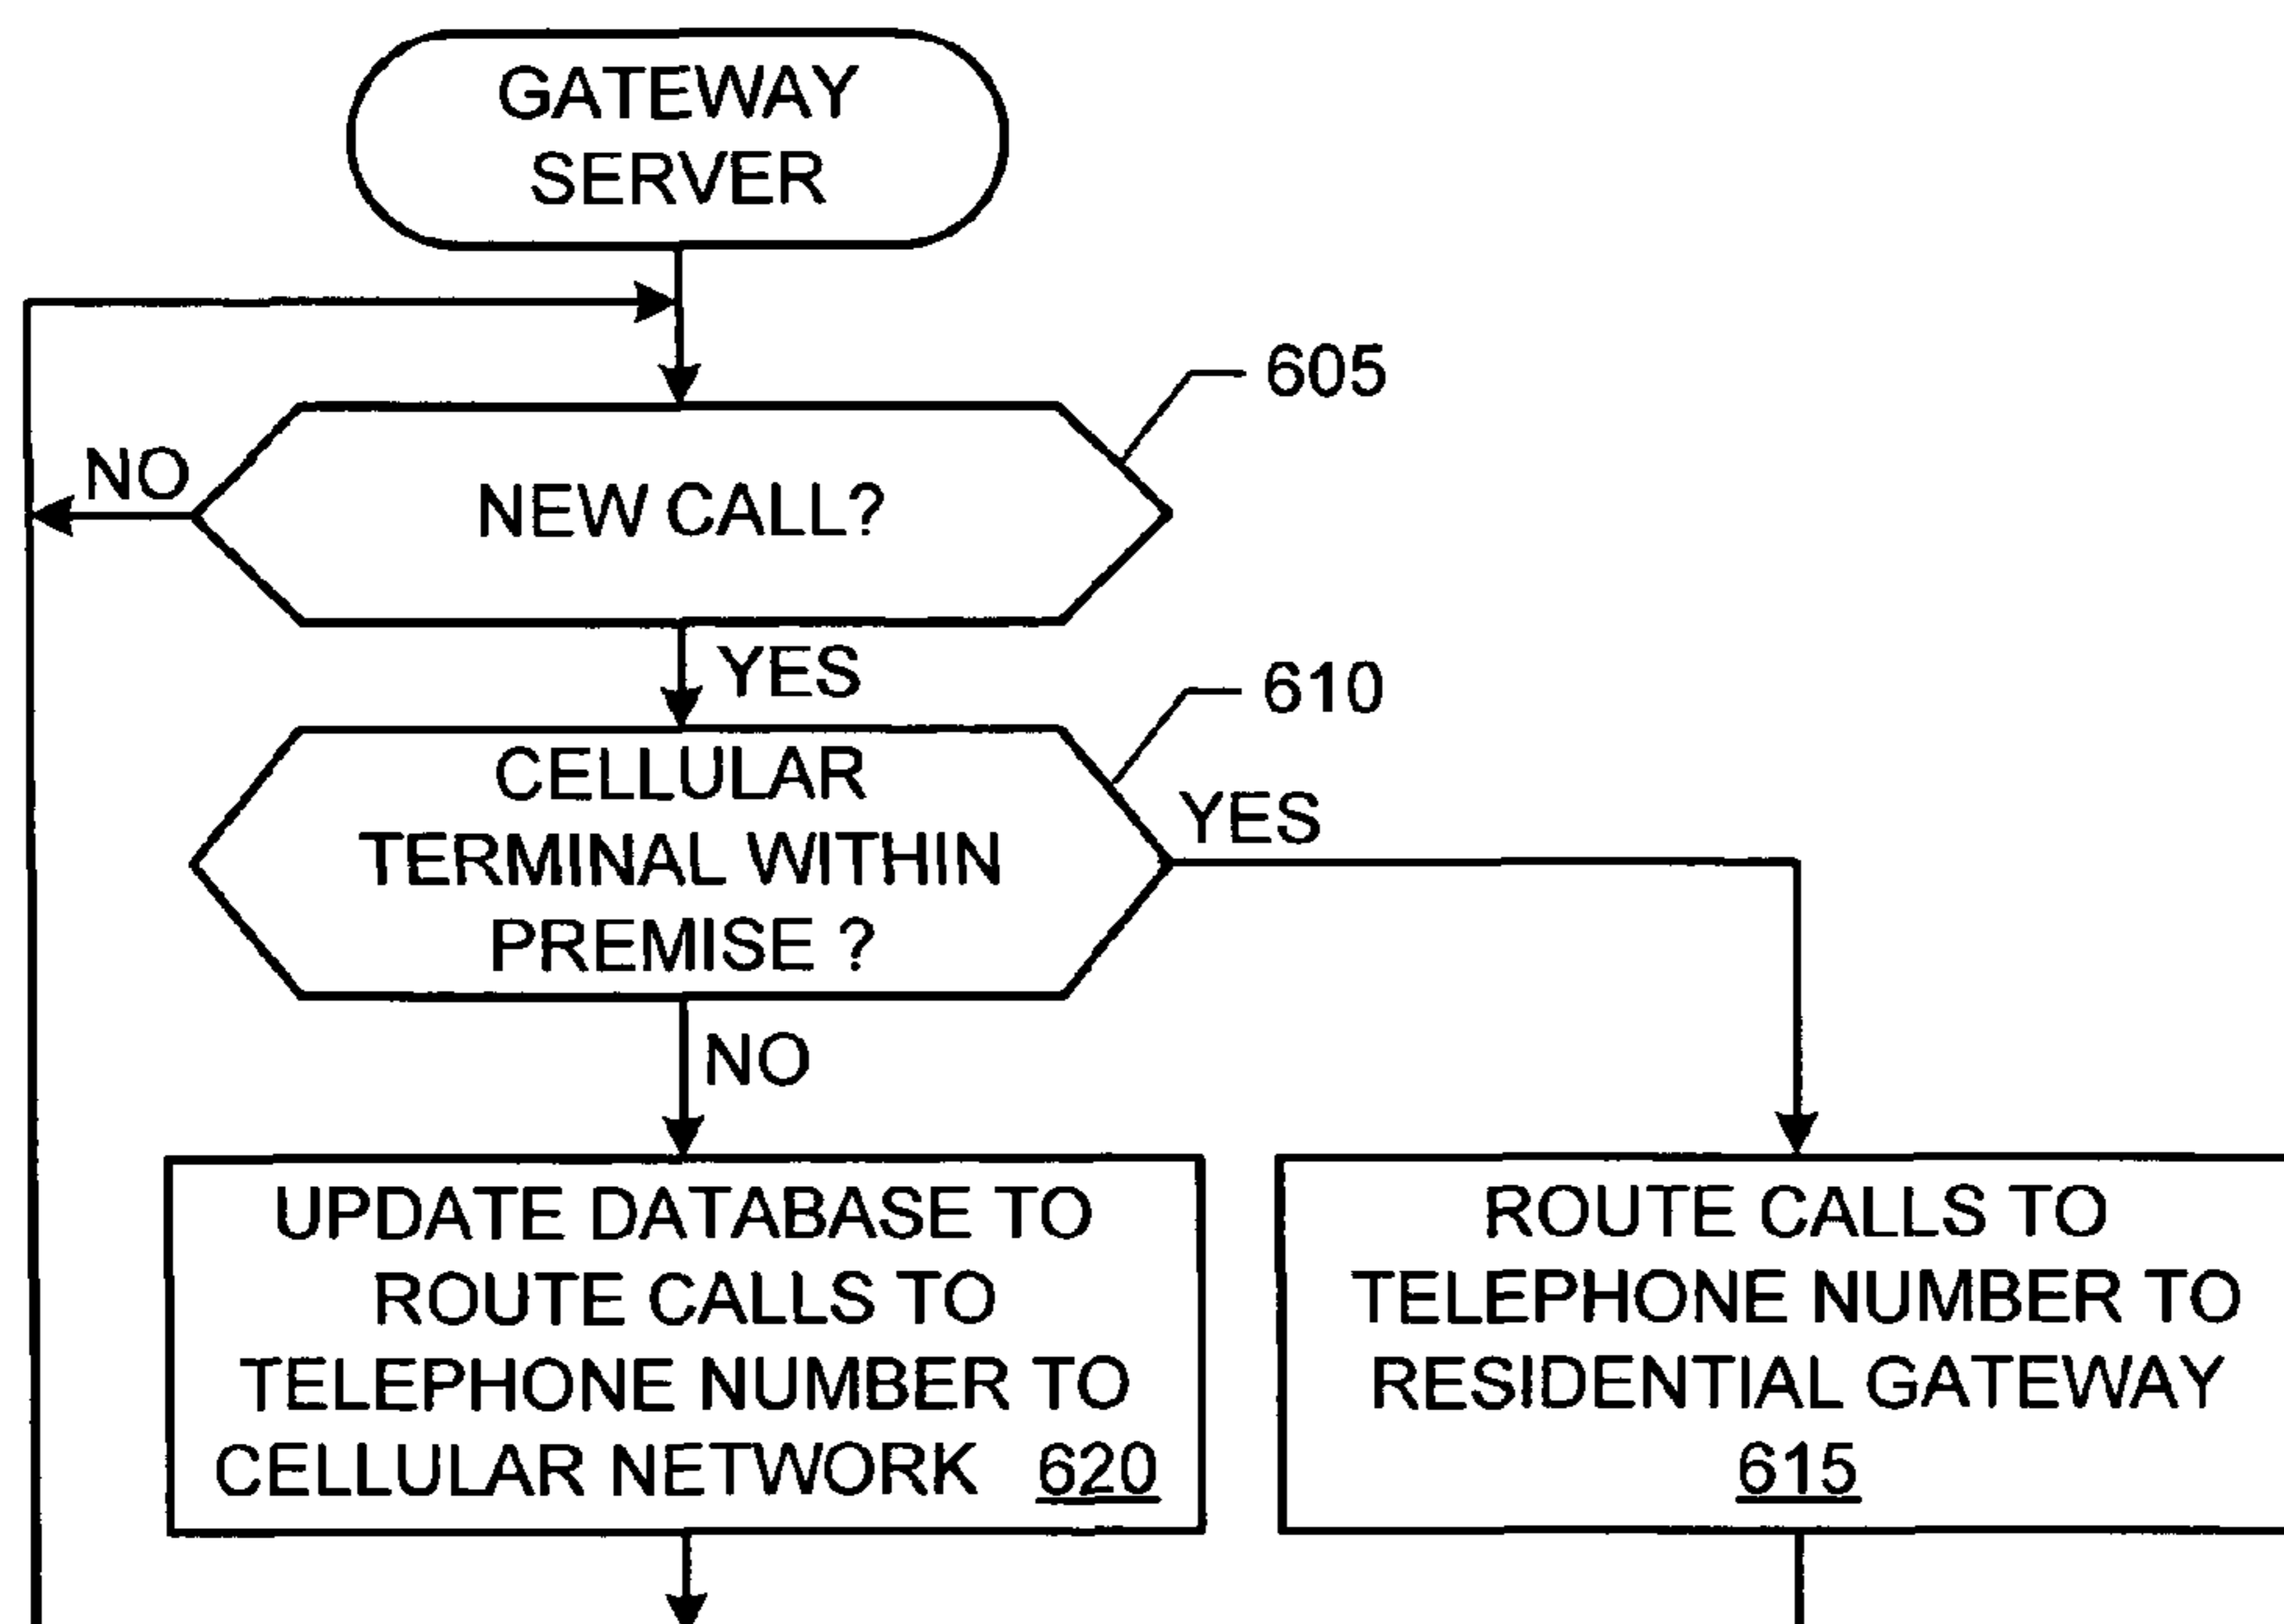 GATEWAY
SERVER
605
NO
NEW CALL?
YES
610
CELLULAR
TERMINAL WITHIN
PREMISE ?
YES
NO
UPDATE DATABASE TO
ROUTE CALLS TO
TELEPHONE NUMBER TO
CELLULAR NETWORK 620
ROUTE CALLS TO
TELEPHONE NUMBER TO
RESIDENTIAL GATEWAY
615